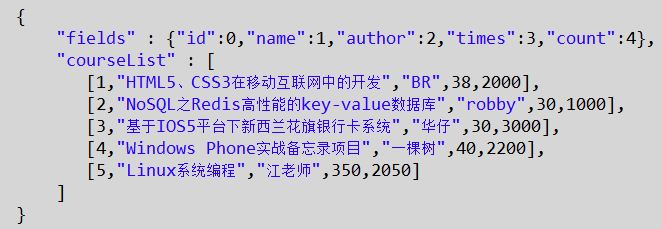 {
"fields" : {"id":0,"name":1,"author":2,"times":3,"count":4},
"courseList" : [
[1,"HTML5、CSS3在移动互联网中的开发","BR",38,2000],
[2,"NoSQL之Redis高性能的key-value数据库","robby",30,1000],
[3,"基于IOS5平台下新西兰花旗银行卡系统","华仔",30,3000],
[4,"Windows Phone实战备忘录项目","一棵树",40,2200],
[5,"Linux系统编程","江老师",350,2050]
]
}